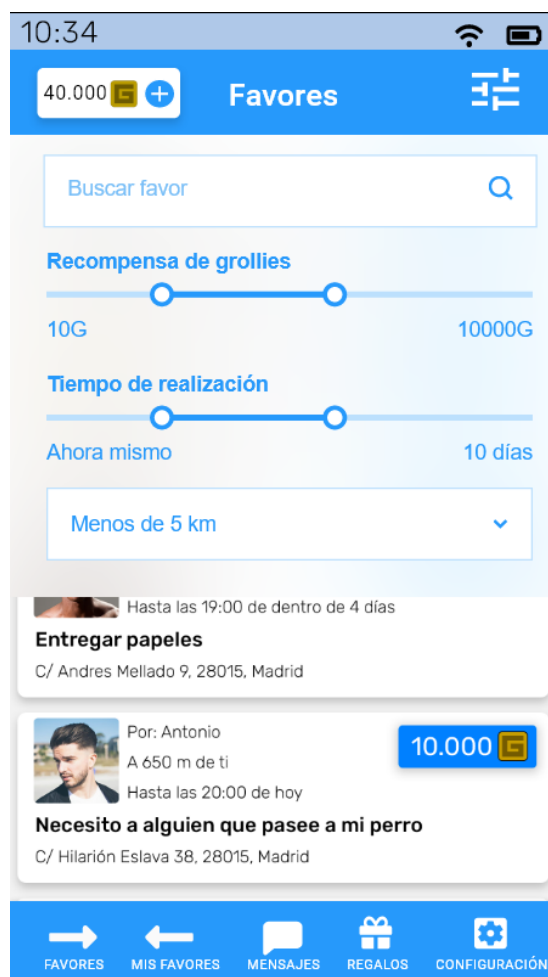 10:34
40.000 G
Favores
Buscar favor
Recompensa de grollies
10G 10000G
Tiempo de realización
Ahora mismo 10 días
Menos de 5 km
Hasta las 19:00 de dentro de 4 días
Entregar papeles
C/ Andres Mellado 9, 28015, Madrid
Por: Antonio
10.000 G
A 650 m de ti
Hasta las 20:00 de hoy
Necesito a alguien que pasee a mi perro
C/ Hilarión Eslava 38, 28015, Madrid
FAVORES MIS FAVORES MENSAJES REGALOS CONFIGURACIÓN